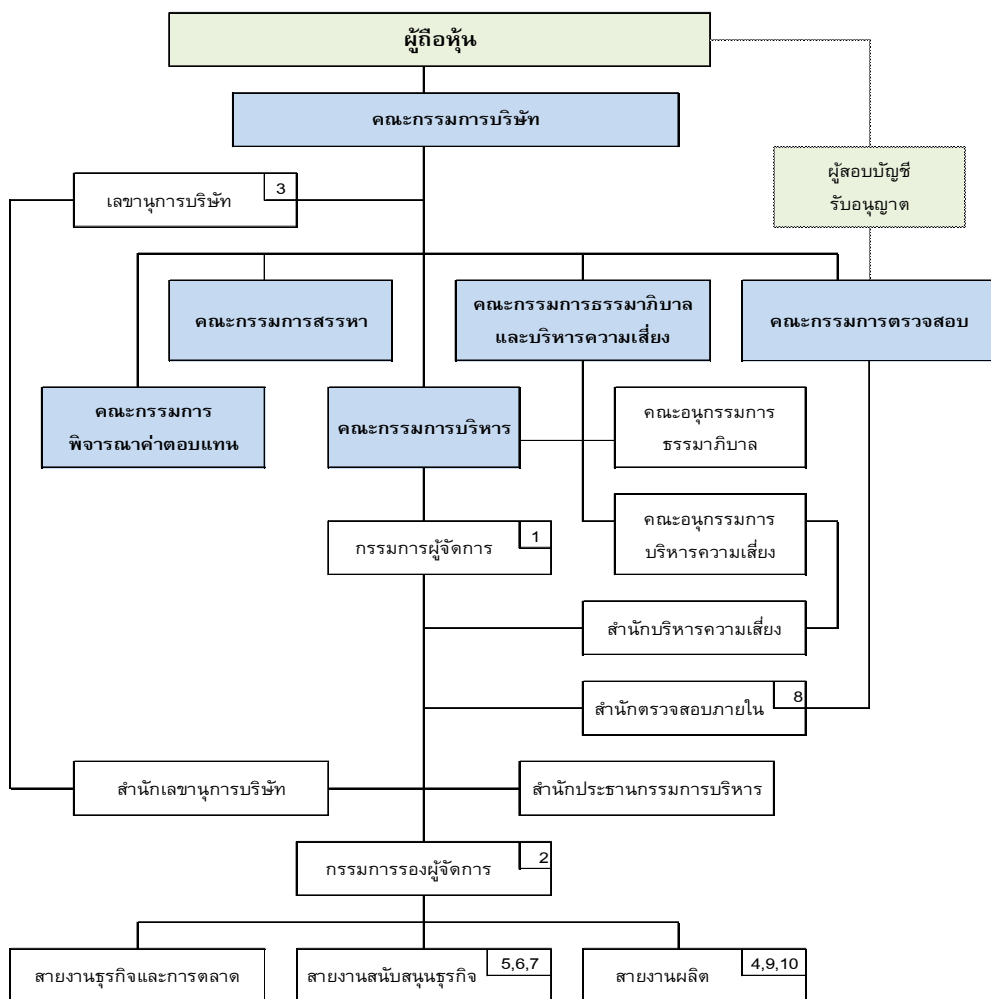 ผู้ถือหุ้น
คณะกรรมการบริษัท
ผู้สอบบัญชี
รับอนุญาต
เลขานุการบริษัท
3
คณะกรรมการสรรหา
คณะกรรมการธรรมาภิบาล
และบริหารความเสี่ยง
คณะกรรมการตรวจสอบ
คณะกรรมการ
พิจารณาค่าตอบแทน
คณะกรรมการบริหาร
คณะอนุกรรมการ
ธรรมาภิบาล
กรรมการผู้จัดการ
1
คณะอนุกรรมการ
บริหารความเสี่ยง
สำนักบริหารความเสี่ยง
สำนักตรวจสอบภายใน
8
สำนักเลขานุการบริษัท
สำนักประธานกรรมการบริหาร
กรรมการรองผู้จัดการ
2
สายงานธุรกิจและการตลาด
สายงานสนับสนุนธุรกิจ
5,6,7
สายงานผลิต
4,9,10